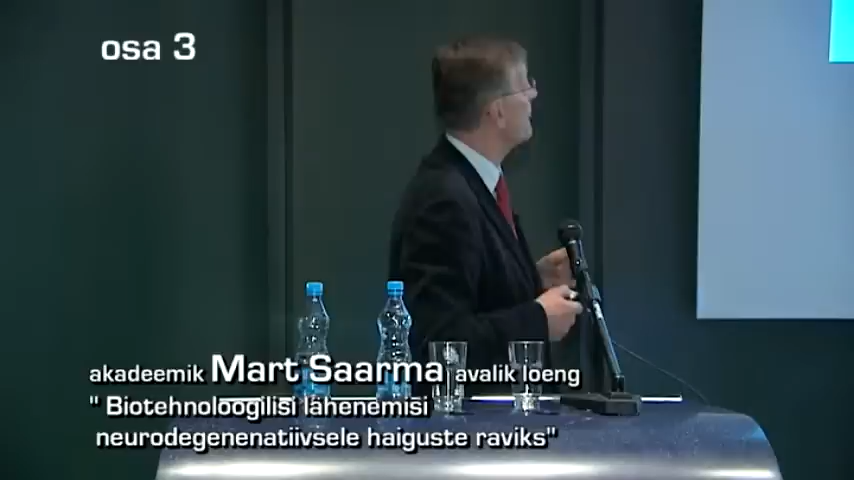 osa 3
akadeemik Mart Saarma avalik loeng
" Biotehnoloogilisi lähenemisi
neurodegenenatiivsele haiguste raviks"